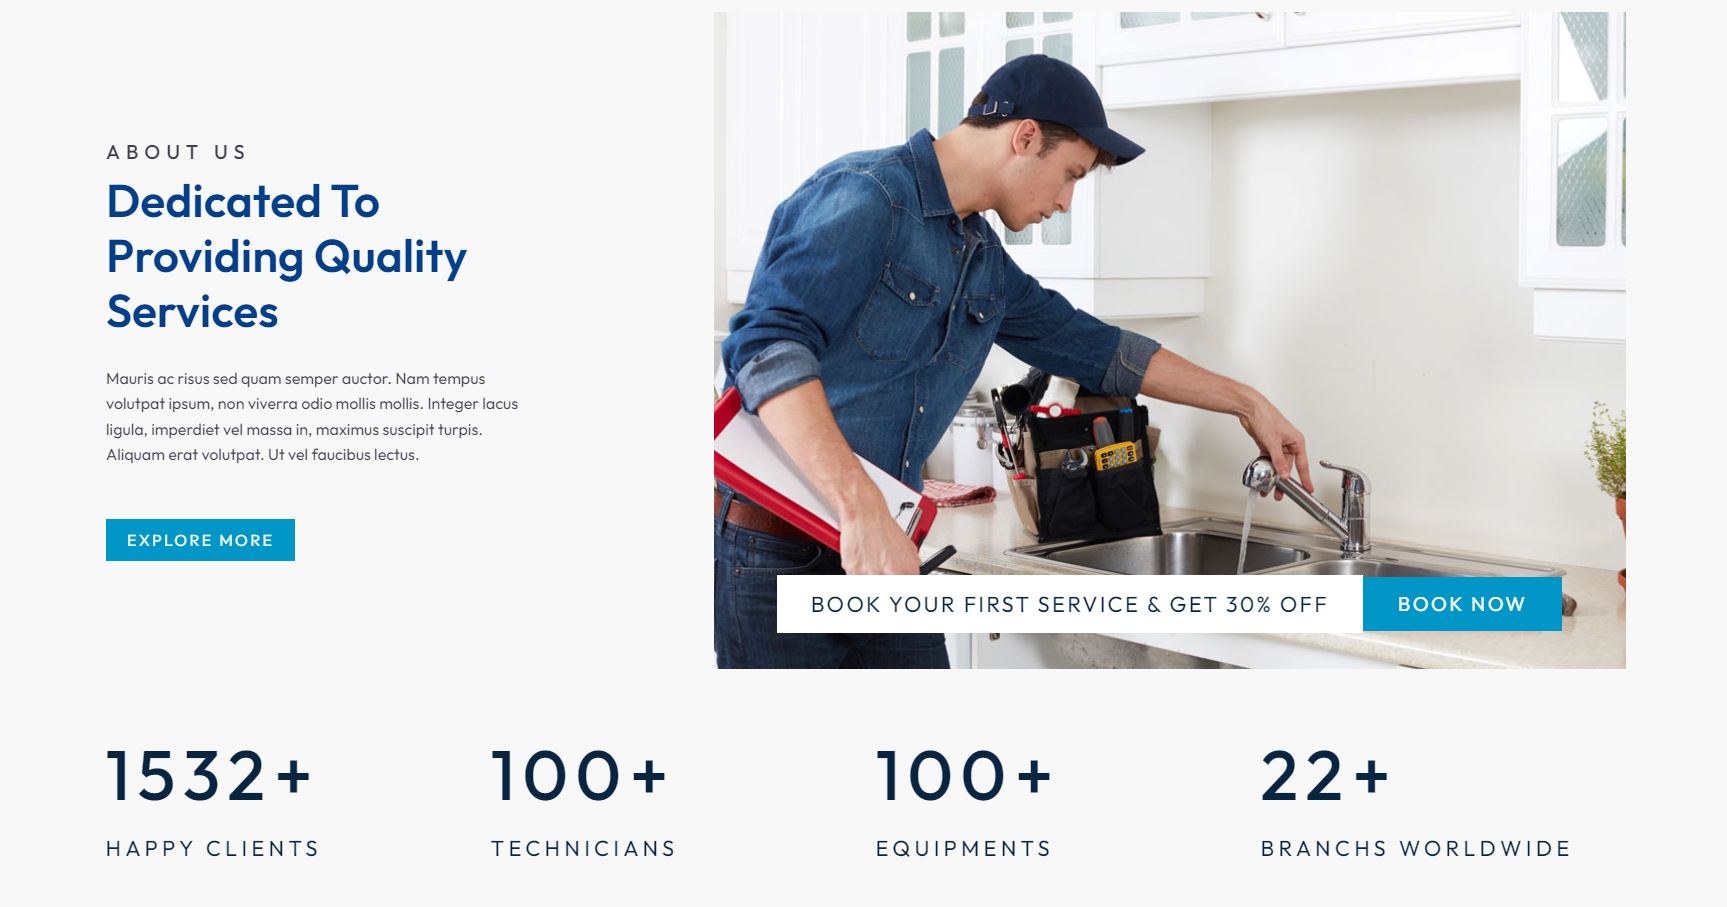 ABOUT US
Dedicated To
Providing Quality
Services
Mauris ac risus sed quam semper auctor. Nam tempus
volutpat ipsum, non viverra odio mollis mollis. Integer lacus
ligula, imperdiet vel massa in, maximus suscipit turpis.
Aliquam erat volutpat. Ut vel faucibus lectus.
EXPLORE MORE
BOOK YOUR FIRST SERVICE & GET 30% OFF
BOOK NOW
1532+
HAPPY CLIENTS
100+
TECHNICIANS
100+
EQUIPMENTS
22+
BRANCHS WORLDWIDE